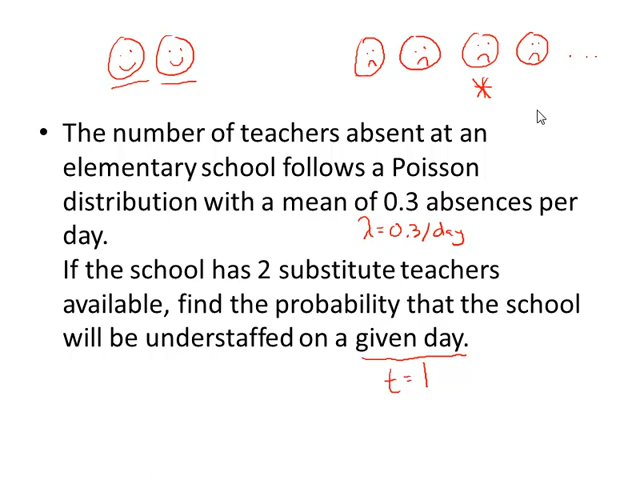 ...
• The number of teachers absent at an
elementary school follows a Poisson
distribution with a mean of 0.3 absences per
day.
λ=0.3/day
If the school has 2 substitute teachers
available, find the probability that the school
will be understaffed on a given day.
t=1